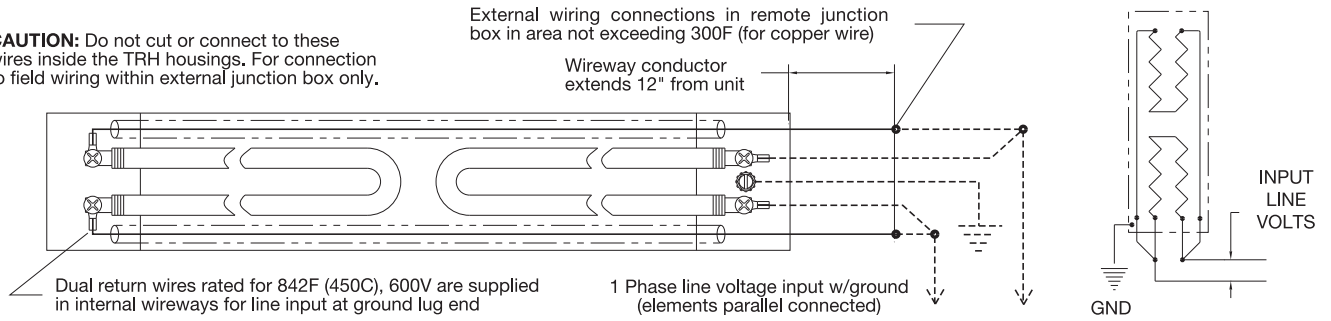 External wiring connections in remote junction
box in area not exceeding 300F (for copper wire)
CAUTION: Do not cut or connect to these
wires inside the TRH housings. For connection
to field wiring within external junction box only.
Wireway conductor
extends 12" from unit
INPUT
LINE
VOLTS
Dual return wires rated for 842F (450C), 600V are supplied
in internal wireways for line input at ground lug end
1 Phase line voltage input w/ground
(elements parallel connected)
GND